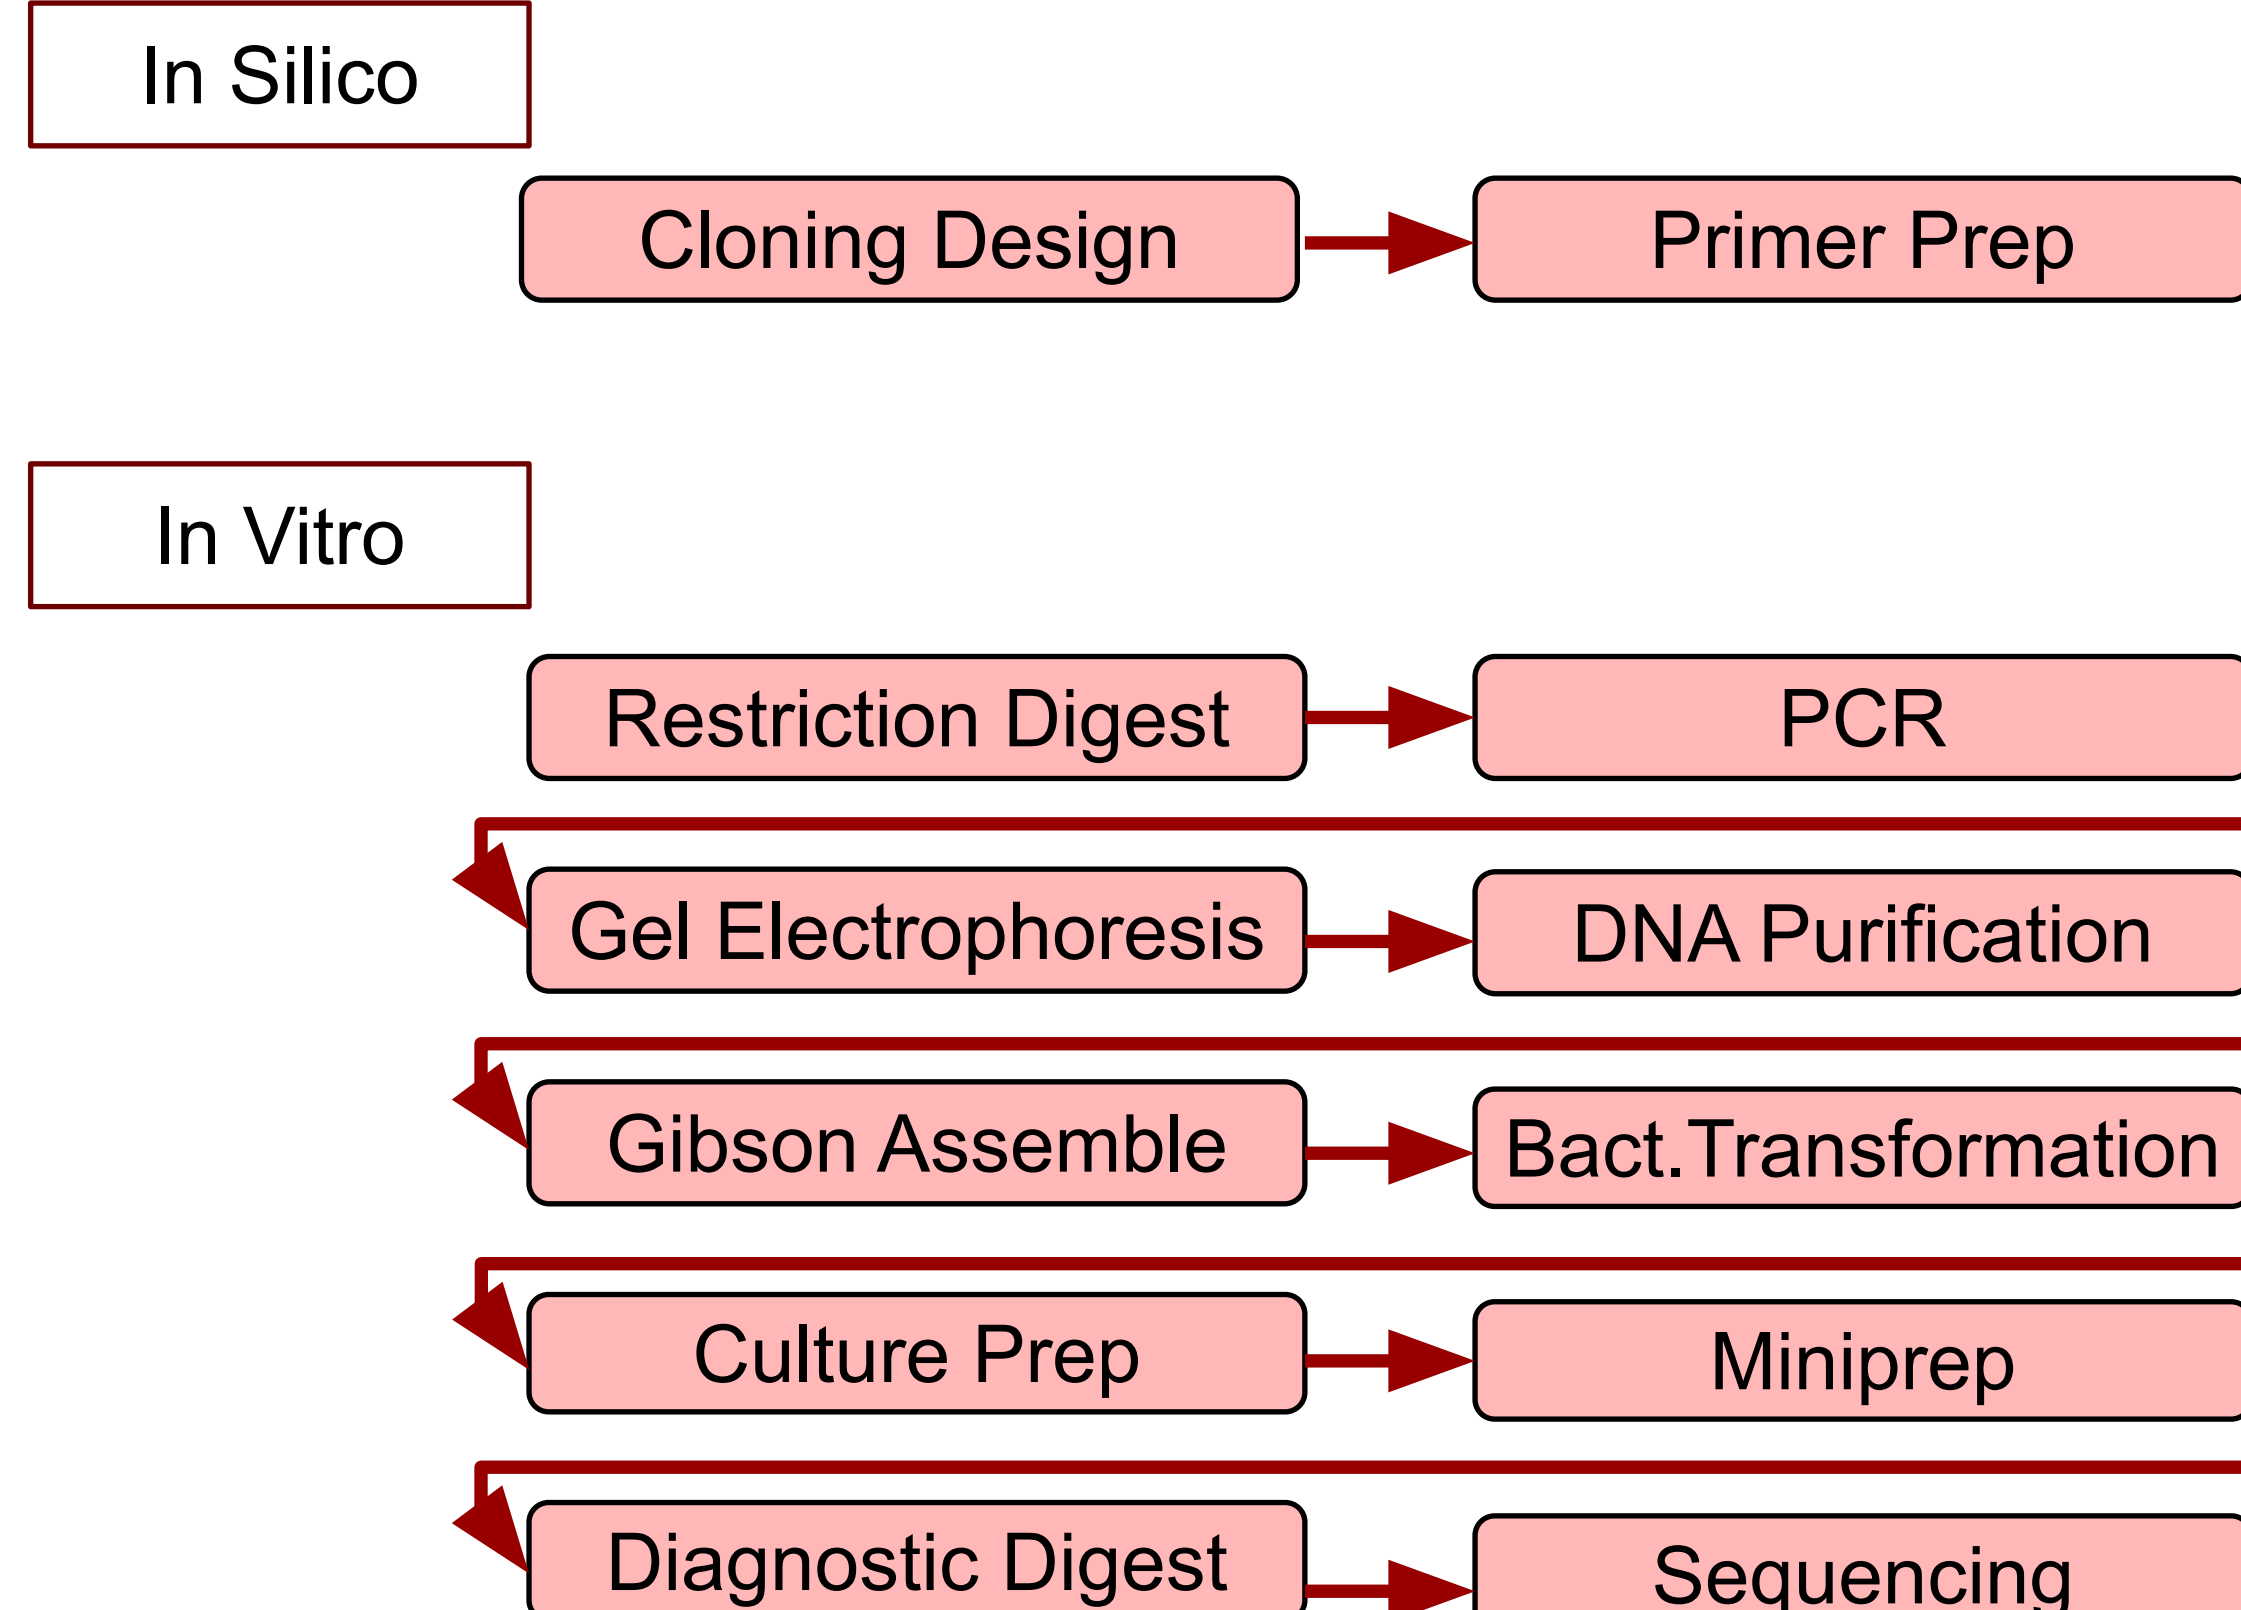 In Silico
Cloning Design
Primer Prep
In Vitro
Restriction Digest
PCR
Gel Electrophoresis
DNA Purification
Gibson Assemble
Bact.Transformation
Culture Prep
Miniprep
Diagnostic Digest
Sequencing